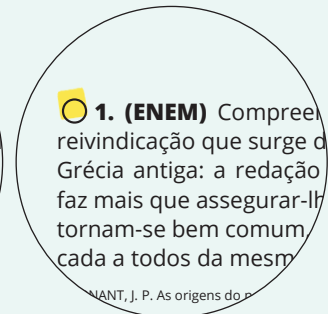 1. (ENEM) Compreen
reivindicação que surge d
Grécia antiga: a redação
faz mais que assegurar-lh
tornam-se bem comum,
cada a todos da mesm
NANT, J. P. As origens do p